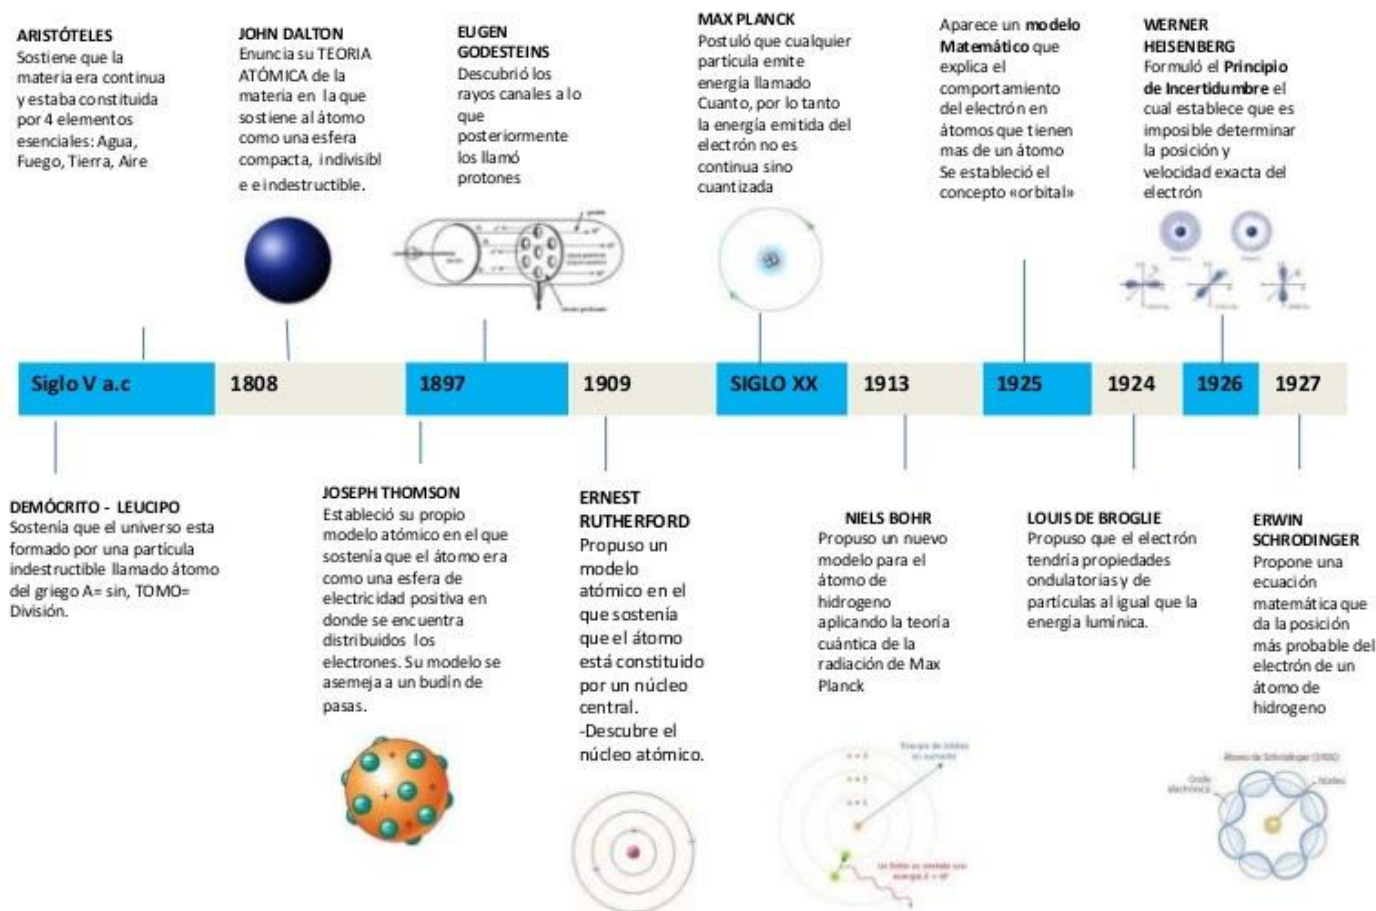 ARISTÓTELES
Sostiene que la
materia era continua
y estaba constituida
por 4 elementos
esenciales: Agua,
Fuego, Tierra, Aire
JOHN DALTON
Enuncia su TEORIA
ATÓMICA de la
materia en la que
sostiene al átomo
como una esfera
compacta, indivisibl
e e indestructible.
EUGEN
GODESTEINS
Descubrió los
rayos canales a lo
que
posteriormente
los llamó
protones
MAX PLANCK
Postuló que cualquier
partícula emite
energía llamado
Cuanto, por lo tanto
la energía emitida del
electrón no es
continua sino
cuantizada
Aparece un modelo
Matemático que
explica el
comportamiento
del electrón en
átomos que tienen
mas de un átomo
Se estableció el
concepto «orbital»
WERNER
HEISENBERG
Formuló el Principio
de Incertidumbre el
cual establece que es
imposible determinar
la posición y
velocidad exacta del
electrón
Siglo V a.c
1808
1897
1909
SIGLO XX
1913
1925
1924
1926
1927
DEMÓCRITO - LEUCIPO
Sostenía que el universo esta
formado por una partícula
indestructible llamado átomo
del griego A= sin, TOMO=
División.
JOSEPH THOMSON
Estableció su propio
modelo atómico en el que
sostenía que el átomo era
como una esfera de
electricidad positiva en
donde se encuentra
distribuidos los
electrones. Su modelo se
asemeja a un budín de
pasas.
ERNEST
RUTHERFORD
Propuso un
modelo
atómico en el
que sostenía
que el átomo
está constituido
por un núcleo
central.
-Descubre el
núcleo atómico.
NIELS BOHR
Propuso un nuevo
modelo para el
átomo de
hidrogeno
aplicando la teoría
cuántica de la
radiación de Max
Planck
LOUIS DE BROGLIE
Propuso que el electrón
tendría propiedades
ondulatorias y de
partículas al igual que la
energía lumínica.
ERWIN
SCHRODINGER
Propone una
ecuación
matemática que
da la posición
más probable del
electrón de un
átomo de
hidrogeno
Átomo de Schrödinger (1926)
Onda
electrónica
Núcleo